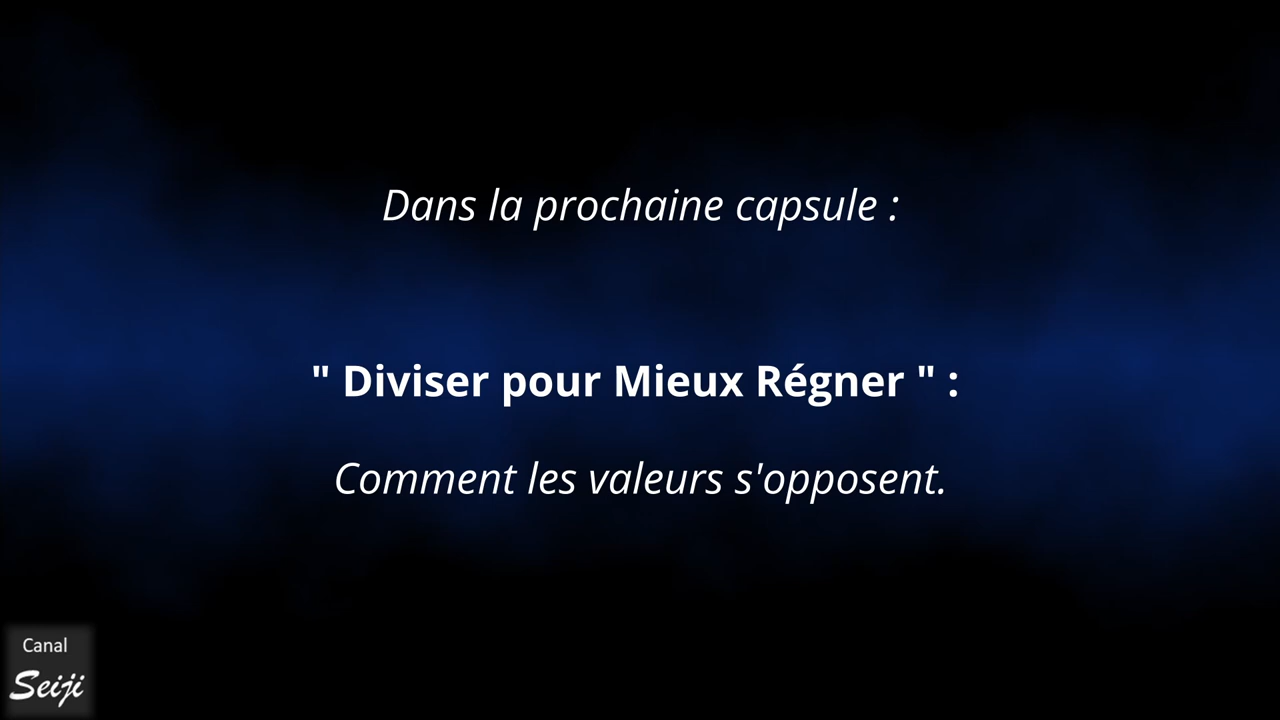 Dans la prochaine capsule :
" Diviser pour Mieux Régner " :
Comment les valeurs s'opposent.
Canal
Seiji